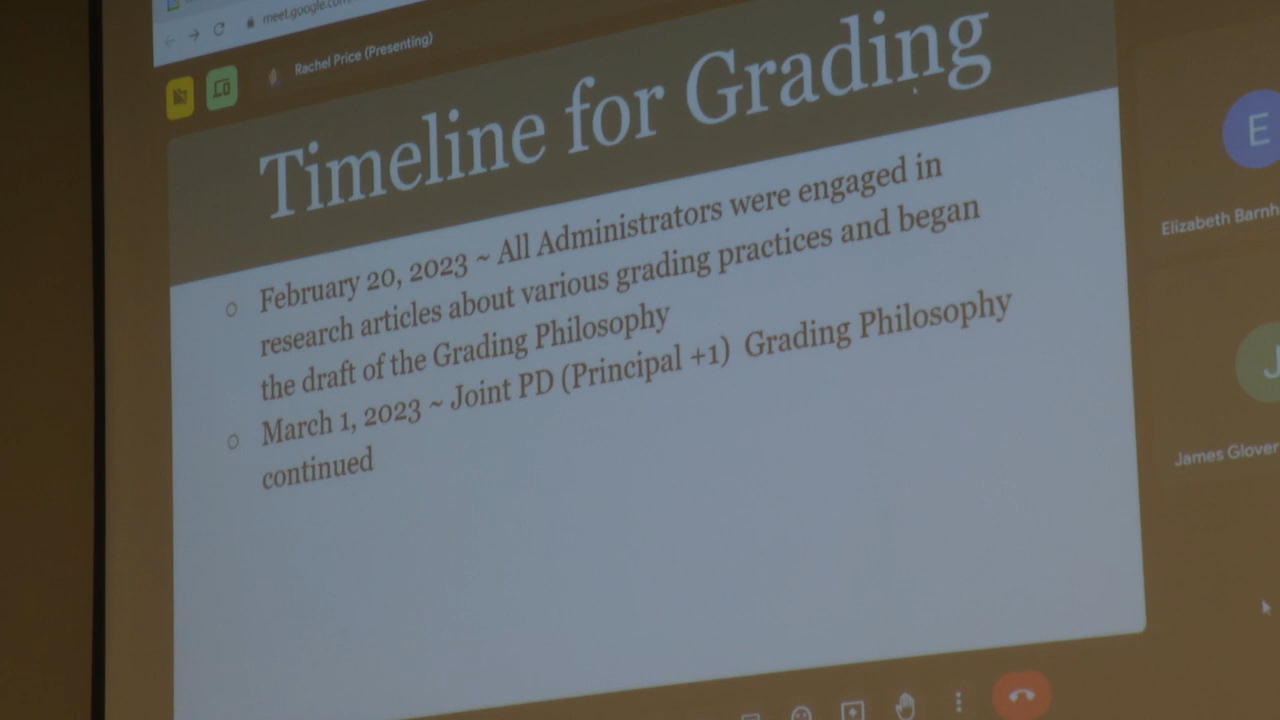 meet.google.com
Rachel Price (Presenting)
Timeline for Grading
February 20, 2023 ~ All Administrators were engaged in
research articles about various grading practices and began
the draft of the Grading Philosophy
March 1, 2023 ~ Joint PD (Principal +1) Grading Philosophy
continued
E
Elizabeth Barnh
J
James Glover